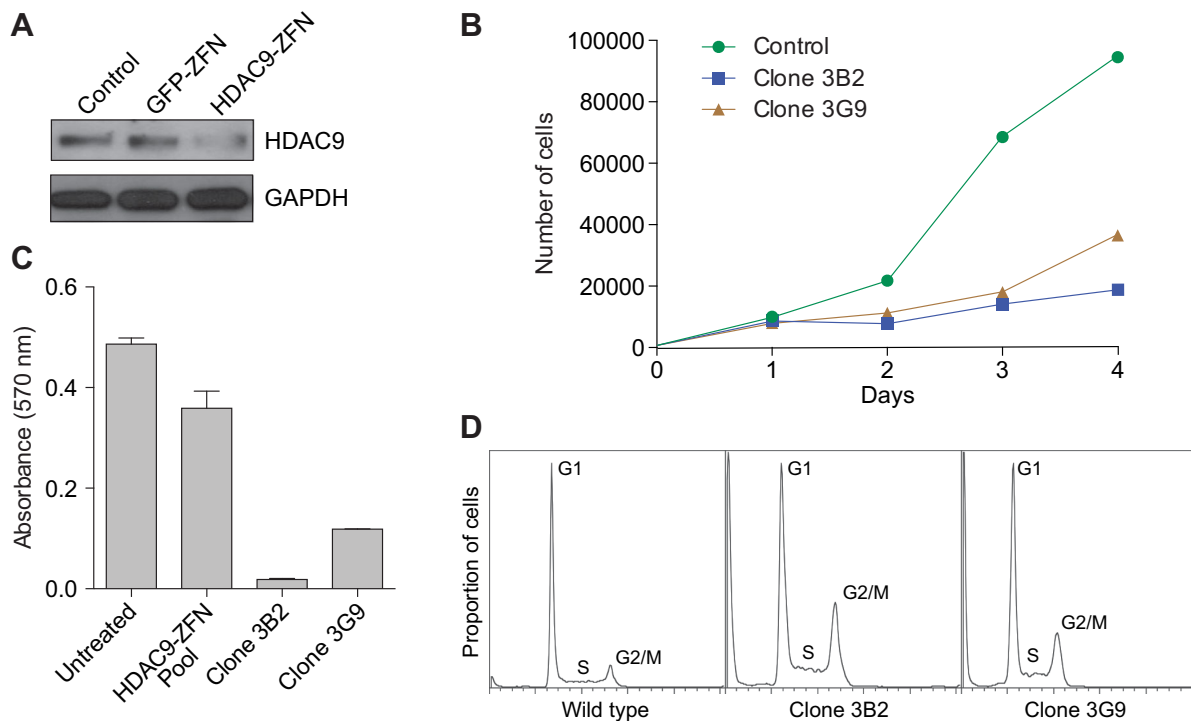 A
Control
GFP-ZFN
HDAC9-ZFN
HDAC9
GAPDH
B
100000
80000
60000
40000
20000
0
Number of cells
Control
Clone 3B2
Clone 3G9
0 1 2 3 4
Days
C
0.6
0.4
0.2
0.0
Absorbance (570 nm)
Untreated
HDAC9-ZFN
Pool
Clone 3B2
Clone 3G9
D
Proportion of cells
G1
S
G2/M
Wild type
G1
S
G2/M
Clone 3B2
G1
S
G2/M
Clone 3G9